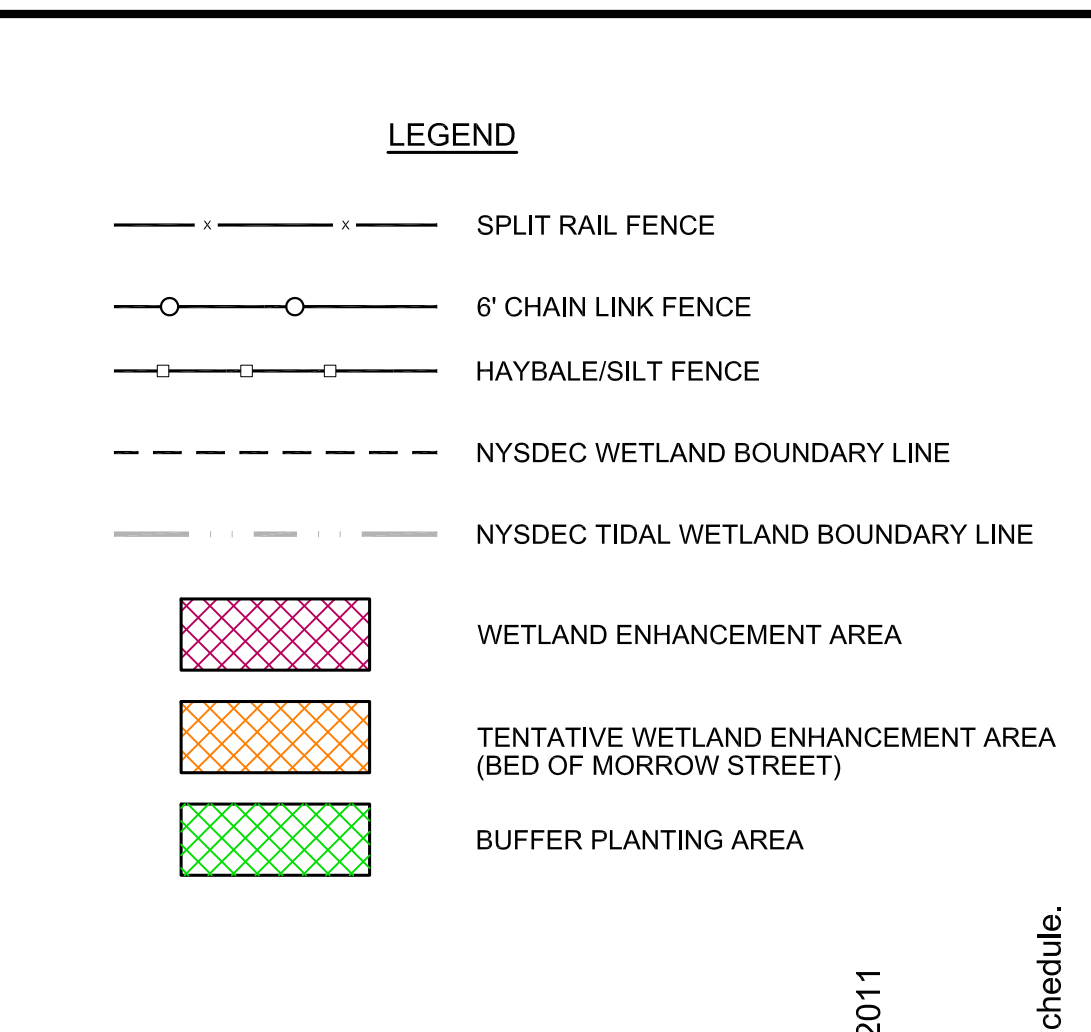 LEGEND
x x SPLIT RAIL FENCE
6' CHAIN LINK FENCE
HAYBALE/SILT FENCE
NYSDEC WETLAND BOUNDARY LINE
NYSDEC TIDAL WETLAND BOUNDARY LINE
WETLAND ENHANCEMENT AREA
TENTATIVE WETLAND ENHANCEMENT AREA
(BED OF MORROW STREET)
BUFFER PLANTING AREA
2011
chedule.